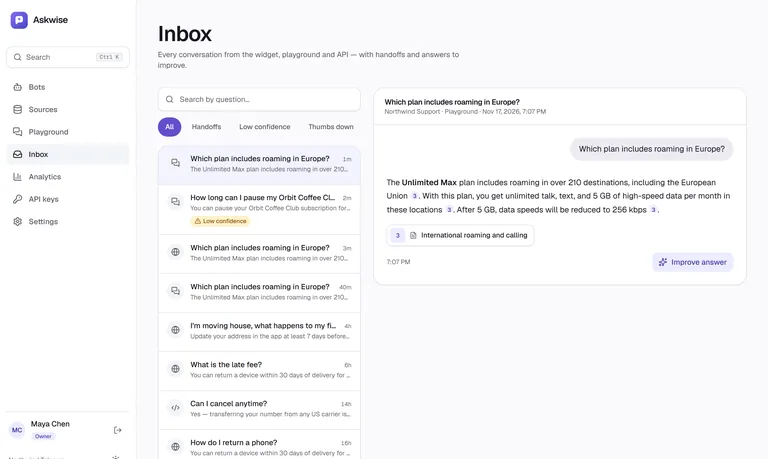 Askwise
Search
Ctrl K
Bots
Sources
Playground
Inbox
Analytics
API keys
Settings
MC
Maya Chen
Owner
Inbox
Every conversation from the widget, playground and API — with handoffs and answers to
improve.
Search by question...
All
Handoffs
Low confidence
Thumbs down
Which plan includes roaming in Europe?
1m
The Unlimited Max plan includes roaming in over 210...
How long can I pause my Orbit Coffee Cl...
2m
You can pause your Orbit Coffee Club subscription for...
Low confidence
Which plan includes roaming in Europe?
3m
The Unlimited Max plan includes roaming in over 210...
Which plan includes roaming in Europe?
40m
The Unlimited Max plan includes roaming in over 210...
I'm moving house, what happens to my fi...
4h
Update your address in the app at least 7 days before...
What is the late fee?
6h
You can return a device within 30 days of delivery for ...
Can I cancel anytime?
14h
Yes — transferring your number from any US carrier is...
How do I return a phone?
16h
You can return a device within 30 days of delivery for ...
Which plan includes roaming in Europe?
Northwind Support · Playground · Nov 17, 2026, 7:07 PM
Which plan includes roaming in Europe?
The Unlimited Max plan includes roaming in over 210 destinations, including the European
Union 3. With this plan, you get unlimited talk, text, and 5 GB of high-speed data per month in
these locations 3. After 5 GB, data speeds will be reduced to 256 kbps 3.
3 International roaming and calling
7:07 PM
Improve answer